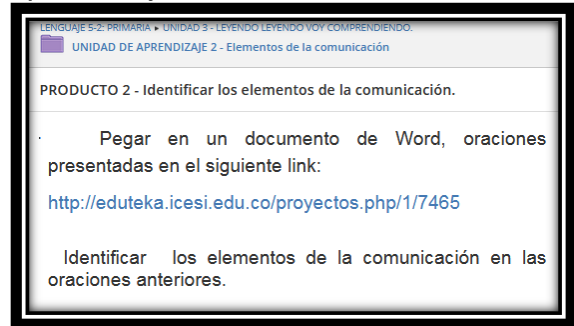 LENGUAJE 5-2: PRIMARIA ▸ UNIDAD 3 - LEYENDO LEYENDO VOY COMPRENDIENDO.
UNIDAD DE APRENDIZAJE 2 - Elementos de la comunicación
PRODUCTO 2 - Identificar los elementos de la comunicación.
Pegar en un documento de Word, oraciones
presentadas en el siguiente link:
http://eduteka.icesi.edu.co/proyectos.php/1/7465
Identificar los elementos de la comunicación en las
oraciones anteriores.